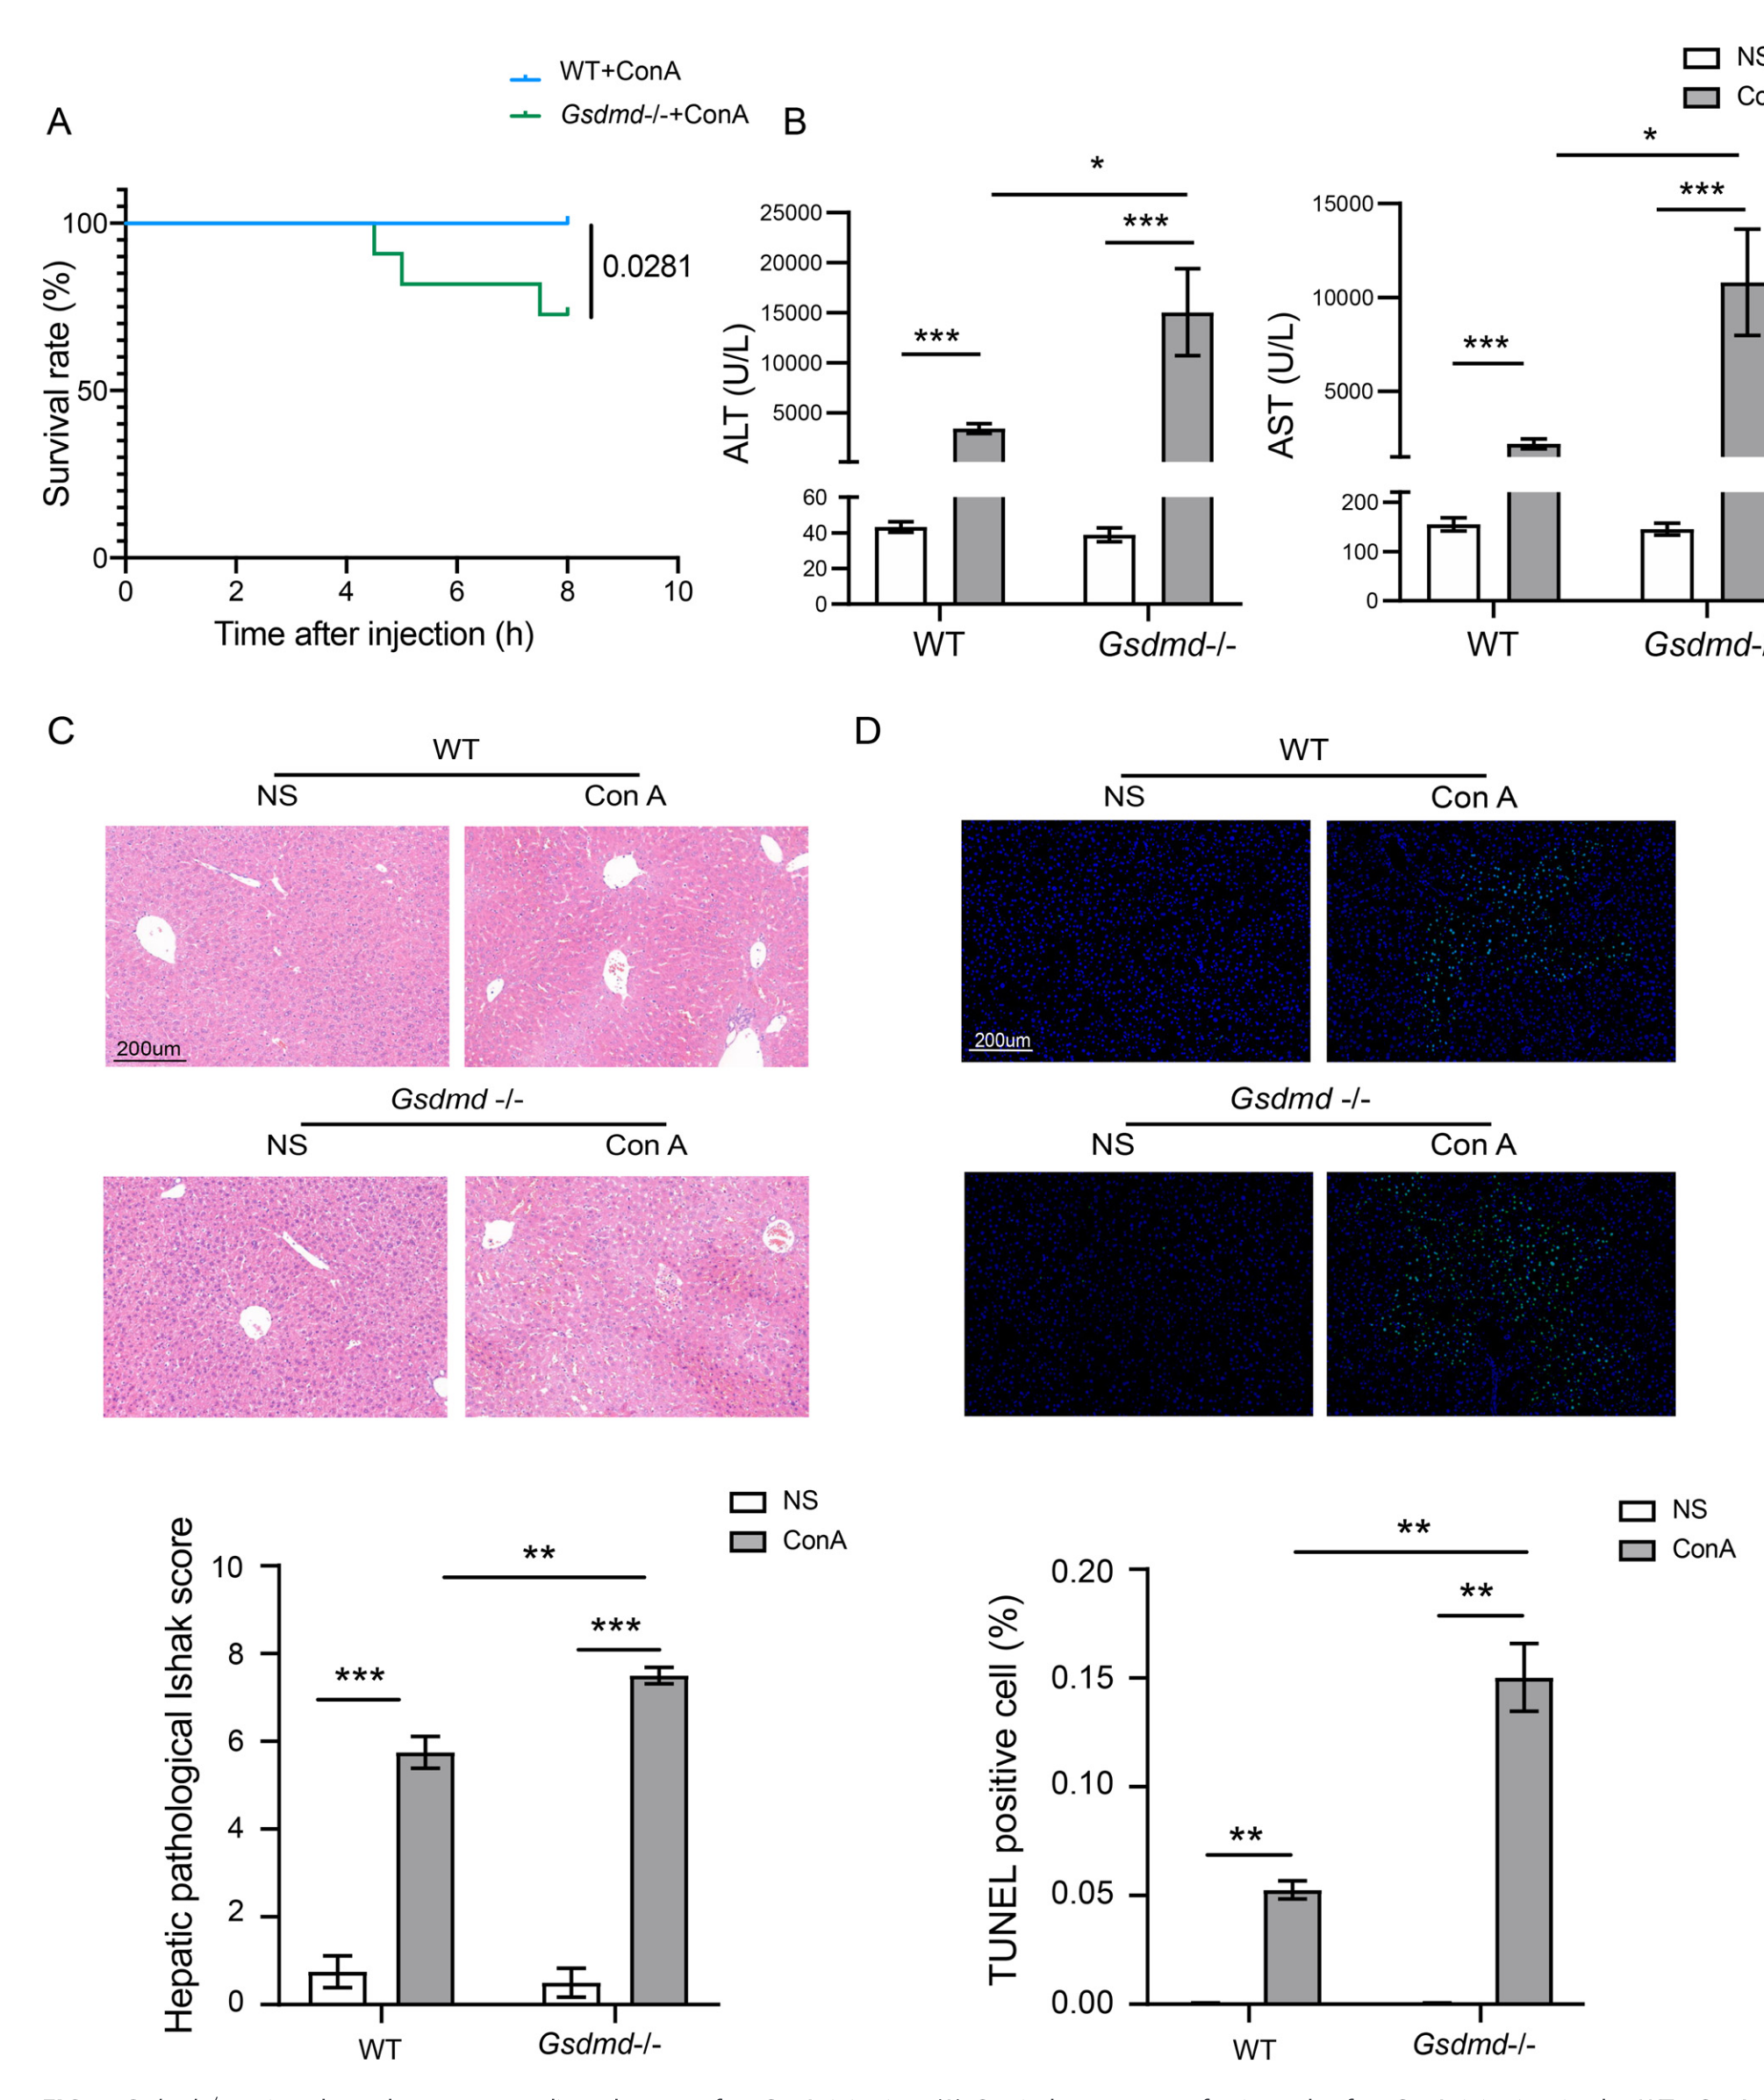 A
WT+ConA
Gsdmd-/-+ConA
Survival rate (%)
100
50
0
0 2 4 6 8 10
Time after injection (h)
0.0281
B
NS
Co
ALT (U/L)
25000
20000
15000
10000
5000
60
40
20
0
***
***
*
WT Gsdmd-/-
AST (U/L)
15000
10000
5000
200
100
0
***
***
*
WT Gsdmd-/
C
WT
NS Con A
200um
Gsdmd -/-
NS Con A
NS
ConA
Hepatic pathological Ishak score
10
8
6
4
2
0
***
***
**
WT Gsdmd-/-
D
WT
NS Con A
200um
Gsdmd -/-
NS Con A
NS
ConA
TUNEL positive cell (%)
0.20
0.15
0.10
0.05
0.00
**
**
**
WT Gsdmd-/-